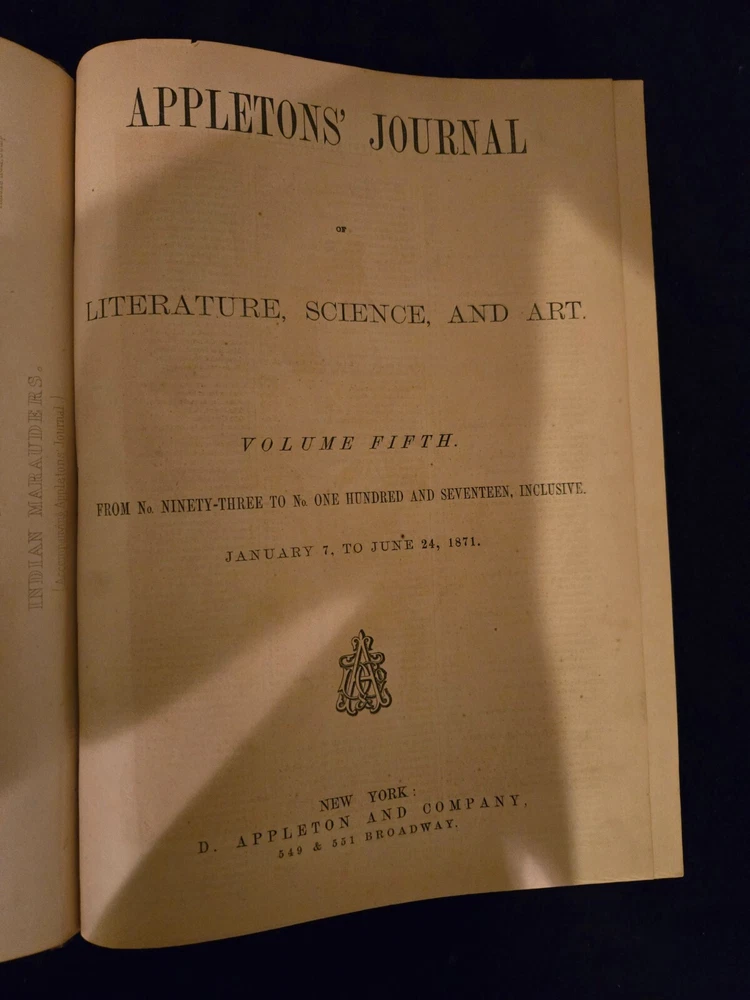 INDIAN MARAUDERS.
APPLETONS' JOURNAL
OF
LITERATURE, SCIENCE, AND ART.
VOLUME FIFTH.
FROM No. NINETY-THREE TO No. ONE HUNDRED AND SEVENTEEN, INCLUSIVE.
JANUARY 7, TO JUNE 24, 1871.
NEW YORK:
D. APPLETON AND COMPANY,
549 & 551 BROADWAY.